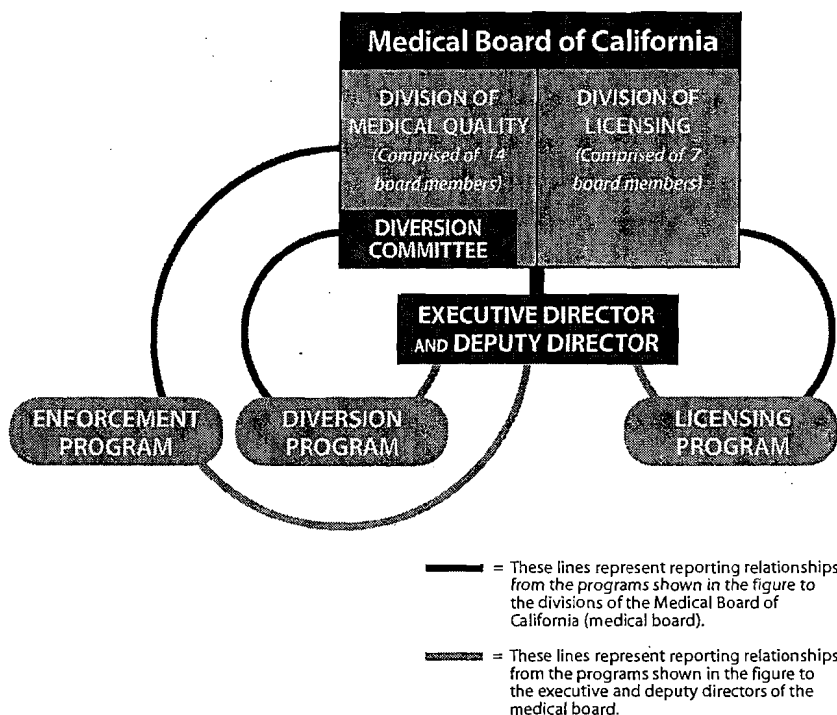 Medical Board of California
DIVISION OF
MEDICAL QUALITY
(Comprised of 14
board members)
DIVISION OF
LICENSING
(Comprised of 7
board members)
DIVERSION
COMMITTEE
EXECUTIVE DIRECTOR
AND DEPUTY DIRECTOR
ENFORCEMENT
PROGRAM
DIVERSION
PROGRAM
LICENSING
PROGRAM
= These lines represent reporting relationships
from the programs shown in the figure to
the divisions of the Medical Board of
California (medical board).
= These lines represent reporting relationships
from the programs shown in the figure to
the executive and deputy directors of the
medical board.